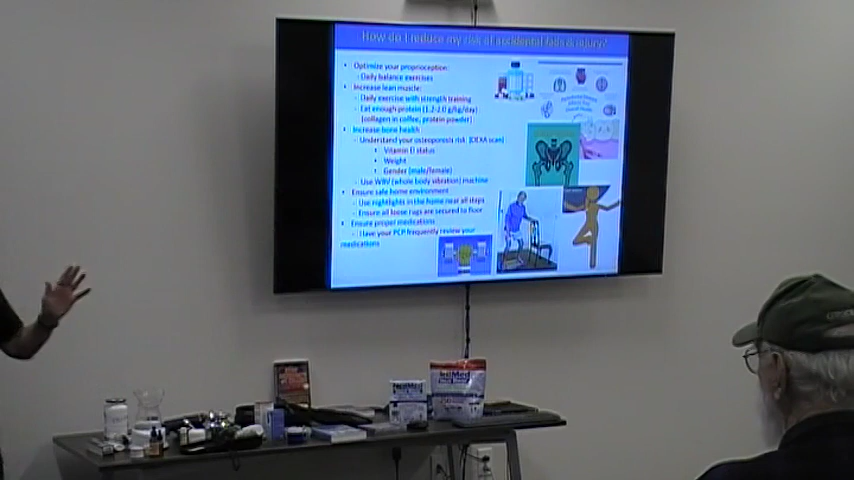 How do I reduce my risk of accidental falls & injury?
• Optimize your proprioception:
- Daily balance exercises
• Increase lean muscle:
- Daily exercise with strength training
- Eat enough protein (1.2-2.0 g/kg/day)
(collagen in coffee, protein powder)
• Increase bone health:
- Understand your osteoporosis risk: (DEXA scan)
• Vitamin D status
• Weight
• Gender (male/female)
- Use WBV (whole body vibration) machine
• Ensure safe home environment
- Use nightlights in the home near all steps
- Ensure all loose rugs are secured to floor
• Ensure proper medications
- Have your PCP frequently review your
medications